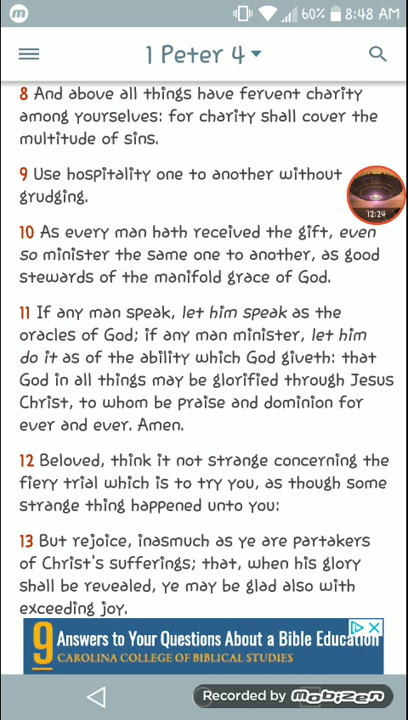 60% 8:48 AM
1 Peter 4
8 And above all things have fervent charity
among yourselves: for charity shall cover the
multitude of sins.
9 Use hospitality one to another without
grudging.
12:24
10 As every man hath received the gift, even
so minister the same one to another, as good
stewards of the manifold grace of God.
11 If any man speak, let him speak as the
oracles of God; if any man minister, let him
do it as of the ability which God giveth: that
God in all things may be glorified through Jesus
Christ, to whom be praise and dominion for
ever and ever. Amen.
12 Beloved, think it not strange concerning the
fiery trial which is to try you, as though some
strange thing happened unto you:
13 But rejoice, inasmuch as ye are partakers
of Christ's sufferings; that, when his glory
shall be revealed, ye may be glad also with
exceeding joy.
9 Answers to Your Questions About a Bible Education
CAROLINA COLLEGE OF BIBLICAL STUDIES
Recorded by mobizen